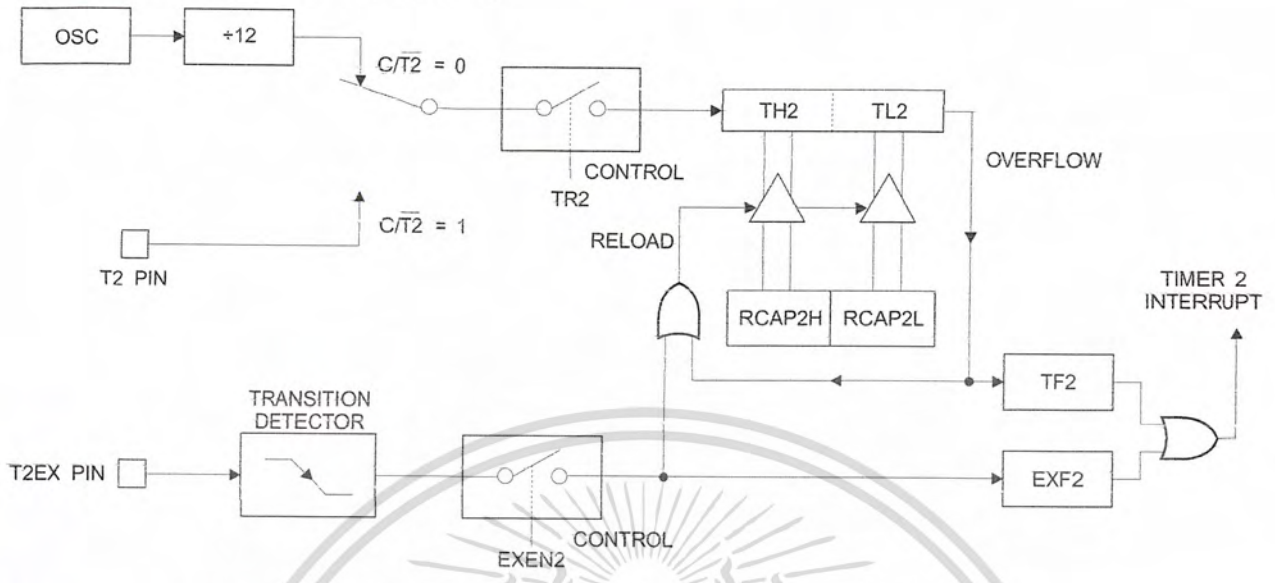 OSC
÷12
C/T2̅ = 0
TH2
TL2
CONTROL
TR2
OVERFLOW
C/T2̅ = 1
T2 PIN
RELOAD
RCAP2H
RCAP2L
TIMER 2
INTERRUPT
TRANSITION
DETECTOR
TF2
T2EX PIN
EXF2
CONTROL
EXEN2